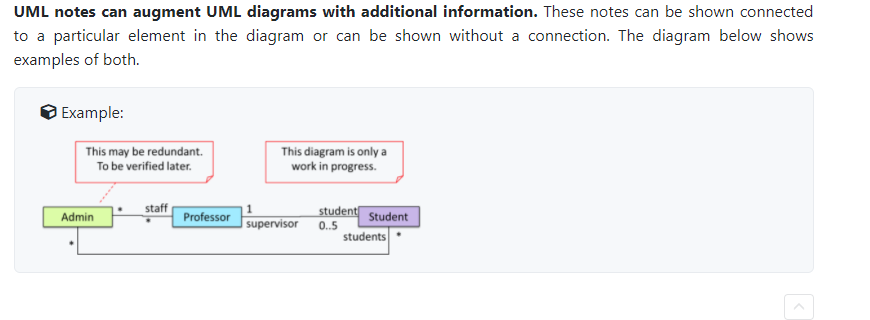 UML notes can augment UML diagrams with additional information. These notes can be shown connected
to a particular element in the diagram or can be shown without a connection. The diagram below shows
examples of both.
Example:
This may be redundant.
To be verified later.
This diagram is only a
work in progress.
Admin
*
staff
*
Professor
1
supervisor
student
0..5
Student
*
students
*